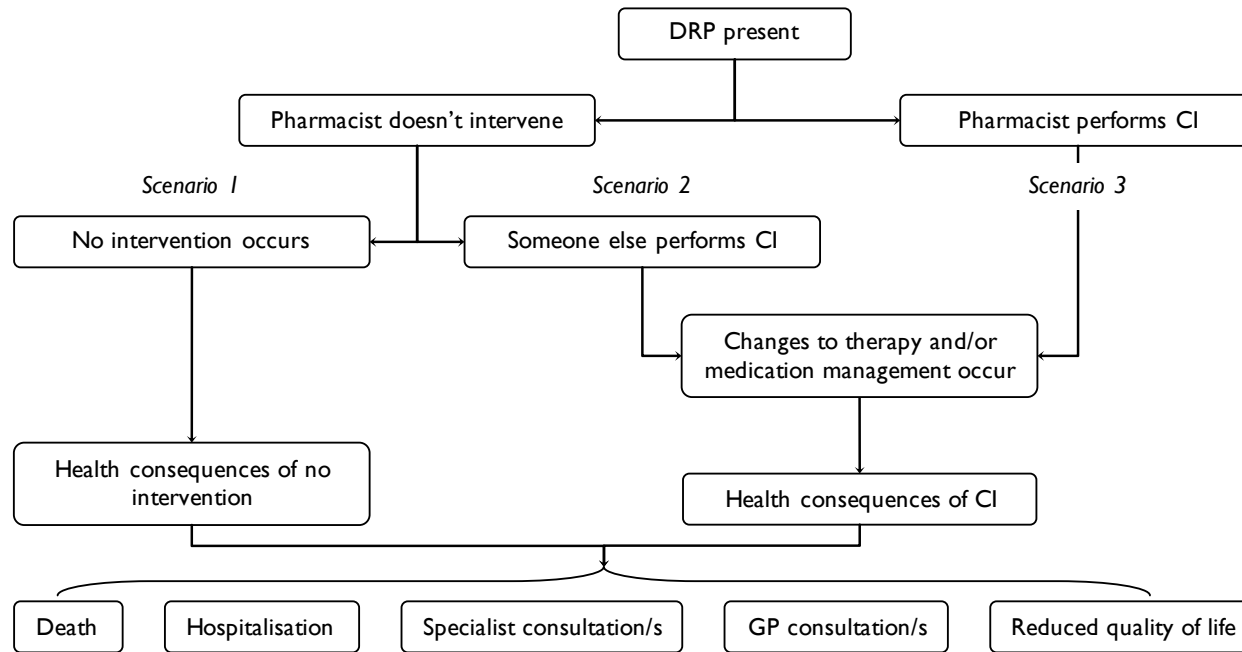 DRP present
Pharmacist doesn't intervene
Pharmacist performs CI
Scenario 1
Scenario 2
Scenario 3
No intervention occurs
Someone else performs CI
Changes to therapy and/or
medication management occur
Health consequences of no
intervention
Health consequences of CI
Death
Hospitalisation
Specialist consultation/s
GP consultation/s
Reduced quality of life